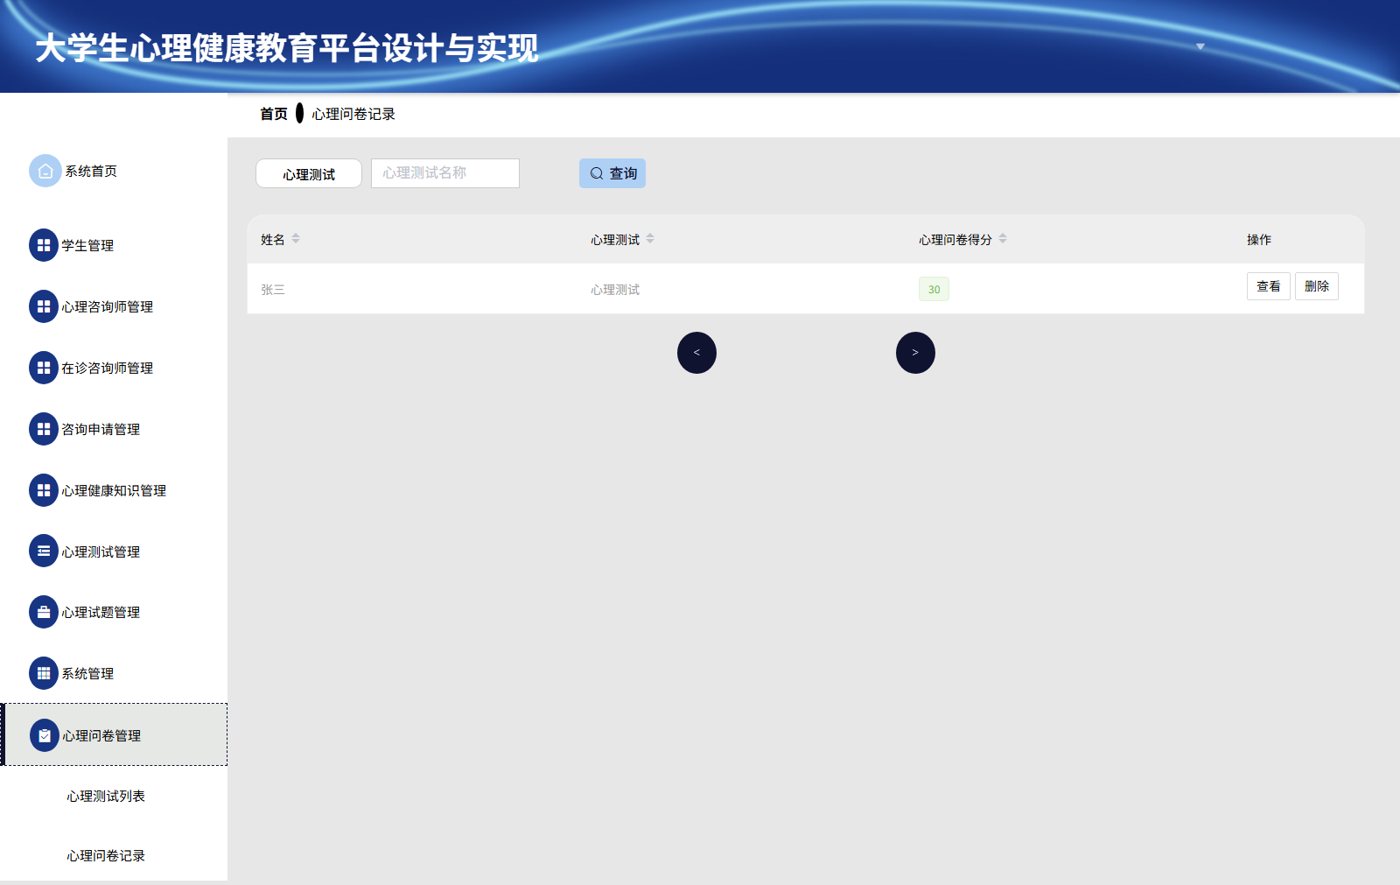 大学生心理健康教育平台设计与实现
首页 心理问卷记录
系统首页
学生管理
心理咨询师管理
在诊咨询师管理
咨询申请管理
心理健康知识管理
心理测试管理
心理试题管理
系统管理
心理问卷管理
心理测试列表
心理问卷记录
心理测试 心理测试名称 查询
姓名 心理测试 心理问卷得分 操作
张三 心理测试 30 查看 删除
< >